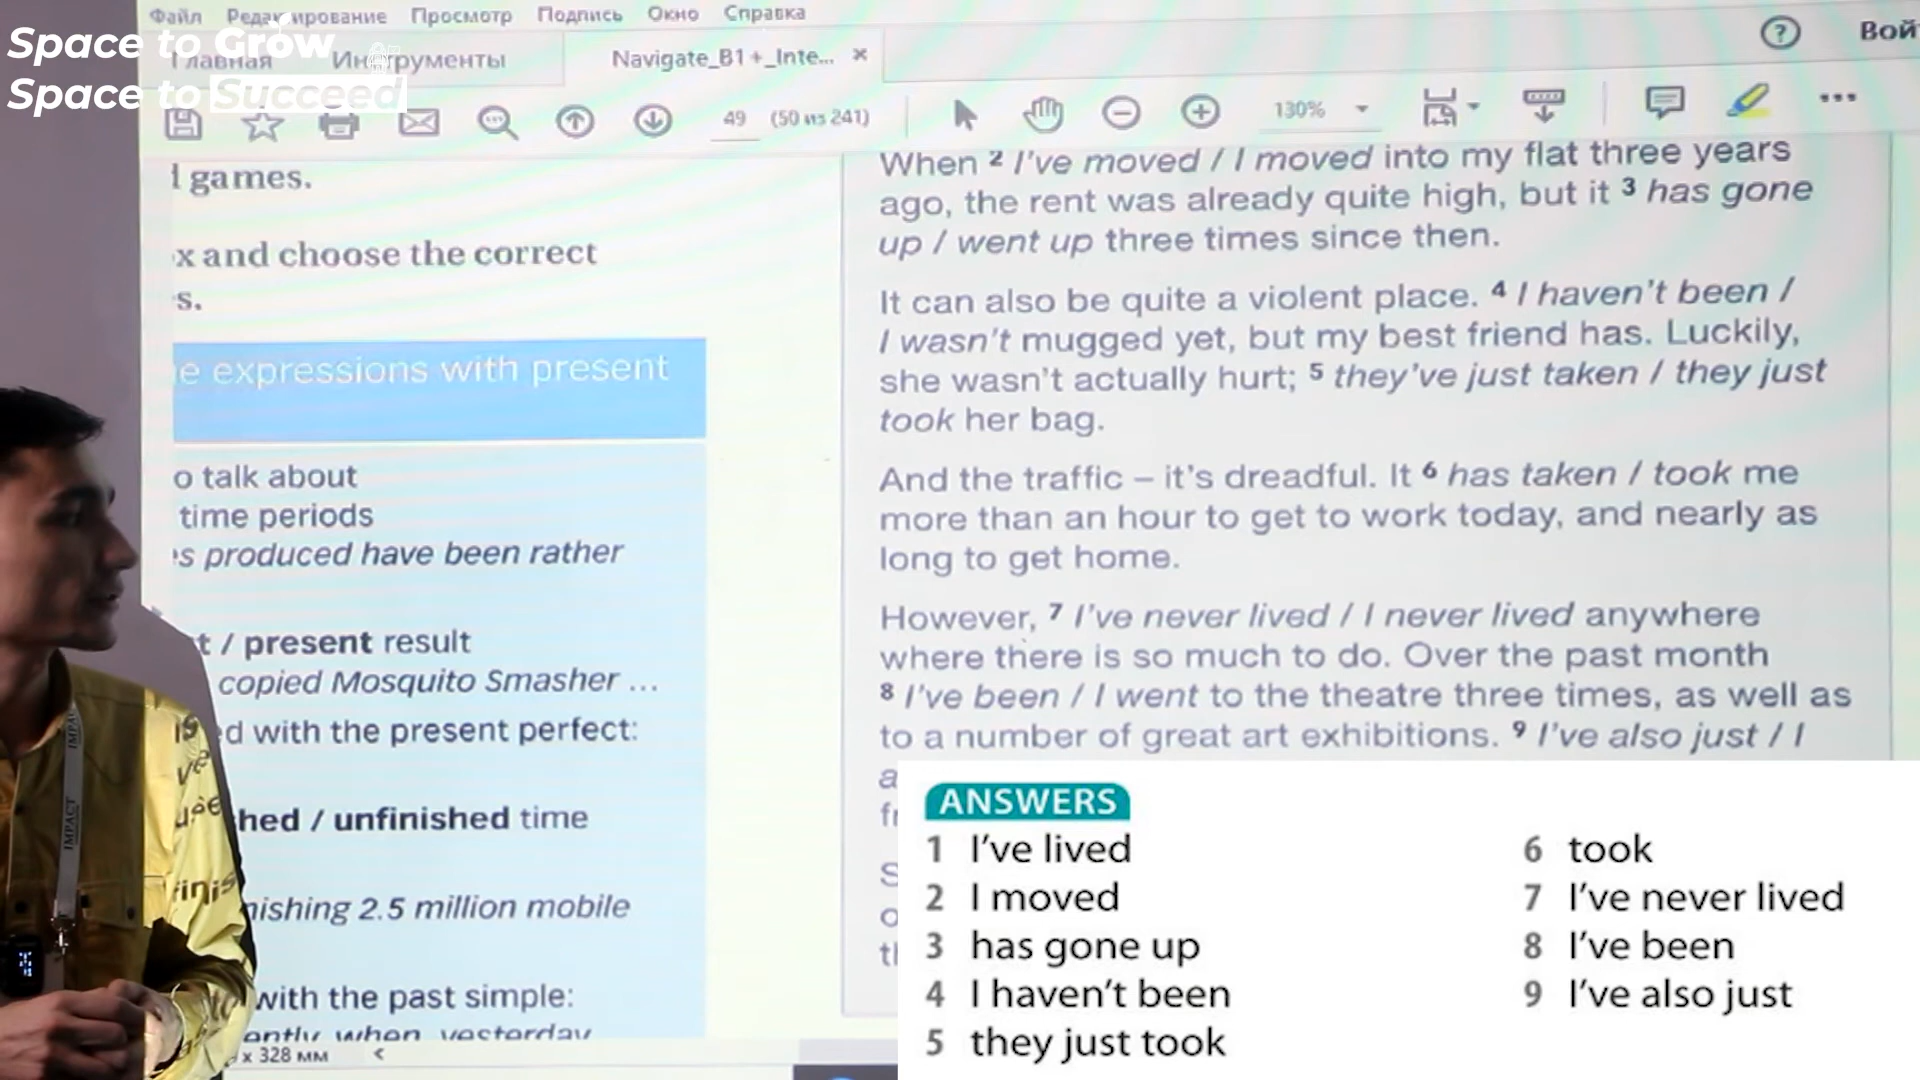 Файл Редактирование Просмотр Подпись Окно Справка
Space to Grow
Space to Succeed
Главная Инструменты Navigate_B1+_Inte... ×
? Вой
49 (50 из 241) 130%
l games.
x and choose the correct
s.
e expressions with present
o talk about
time periods
es produced have been rather
t / present result
copied Mosquito Smasher ...
d with the present perfect:
hed / unfinished time
nishing 2.5 million mobile
with the past simple:
ently, when, yesterday
x 328 мм <
IMPACT
When 2 I've moved / I moved into my flat three years
ago, the rent was already quite high, but it 3 has gone
up / went up three times since then.
It can also be quite a violent place. 4 I haven't been /
I wasn't mugged yet, but my best friend has. Luckily,
she wasn't actually hurt; 5 they've just taken / they just
took her bag.
And the traffic – it's dreadful. It 6 has taken / took me
more than an hour to get to work today, and nearly as
long to get home.
However, 7 I've never lived / I never lived anywhere
where there is so much to do. Over the past month
8 I've been / I went to the theatre three times, as well as
to a number of great art exhibitions. 9 I've also just / I
ANSWERS
1 I've lived
2 I moved
3 has gone up
4 I haven't been
5 they just took
6 took
7 I've never lived
8 I've been
9 I've also just